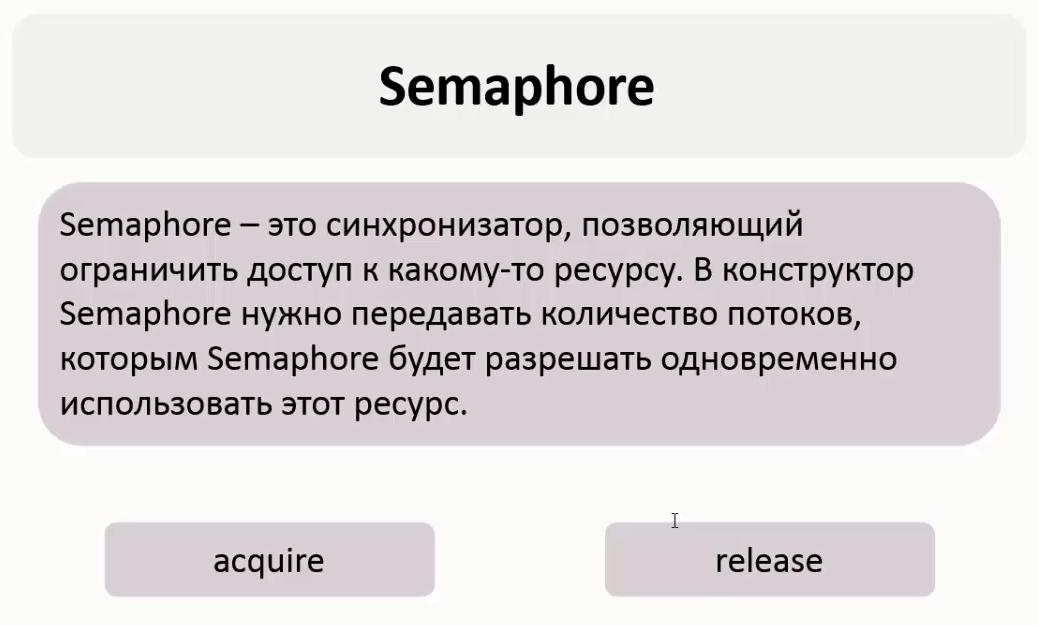 Semaphore
Semaphore – это синхронизатор, позволяющий
ограничить доступ к какому-то ресурсу. В конструктор
Semaphore нужно передавать количество потоков,
которым Semaphore будет разрешать одновременно
использовать этот ресурс.
acquire
release